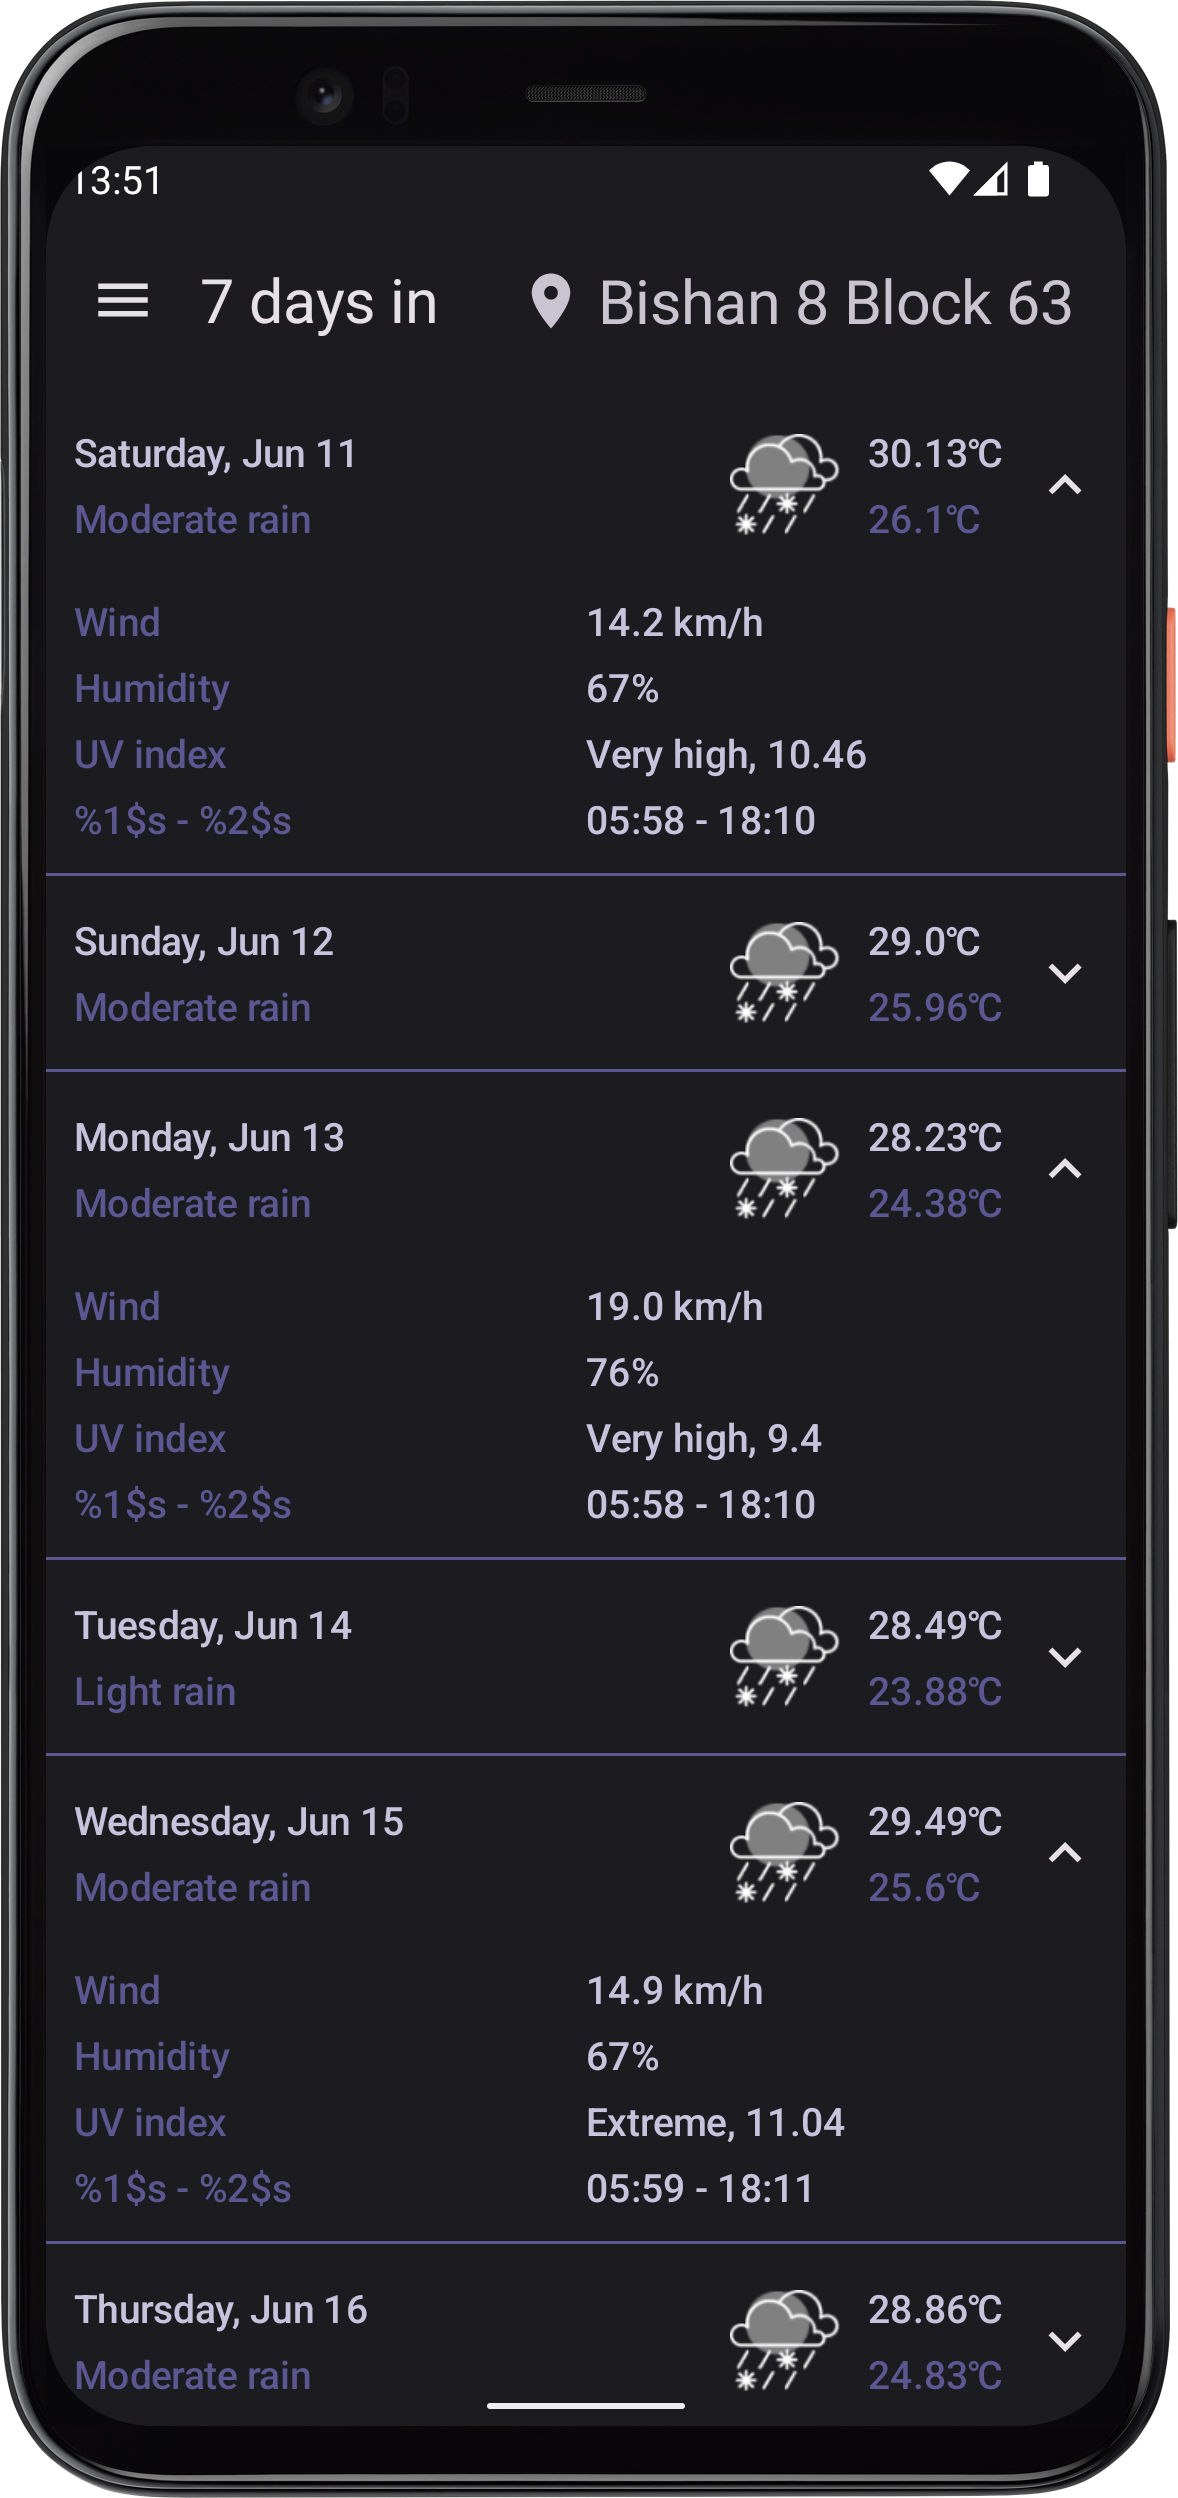 13:51
7 days in Bishan 8 Block 63
Saturday, Jun 11 30.13°C
Moderate rain 26.1°C
Wind 14.2 km/h
Humidity 67%
UV index Very high, 10.46
%1$s - %2$s 05:58 - 18:10
Sunday, Jun 12 29.0°C
Moderate rain 25.96°C
Monday, Jun 13 28.23°C
Moderate rain 24.38°C
Wind 19.0 km/h
Humidity 76%
UV index Very high, 9.4
%1$s - %2$s 05:58 - 18:10
Tuesday, Jun 14 28.49°C
Light rain 23.88°C
Wednesday, Jun 15 29.49°C
Moderate rain 25.6°C
Wind 14.9 km/h
Humidity 67%
UV index Extreme, 11.04
%1$s - %2$s 05:59 - 18:11
Thursday, Jun 16 28.86°C
Moderate rain 24.83°C